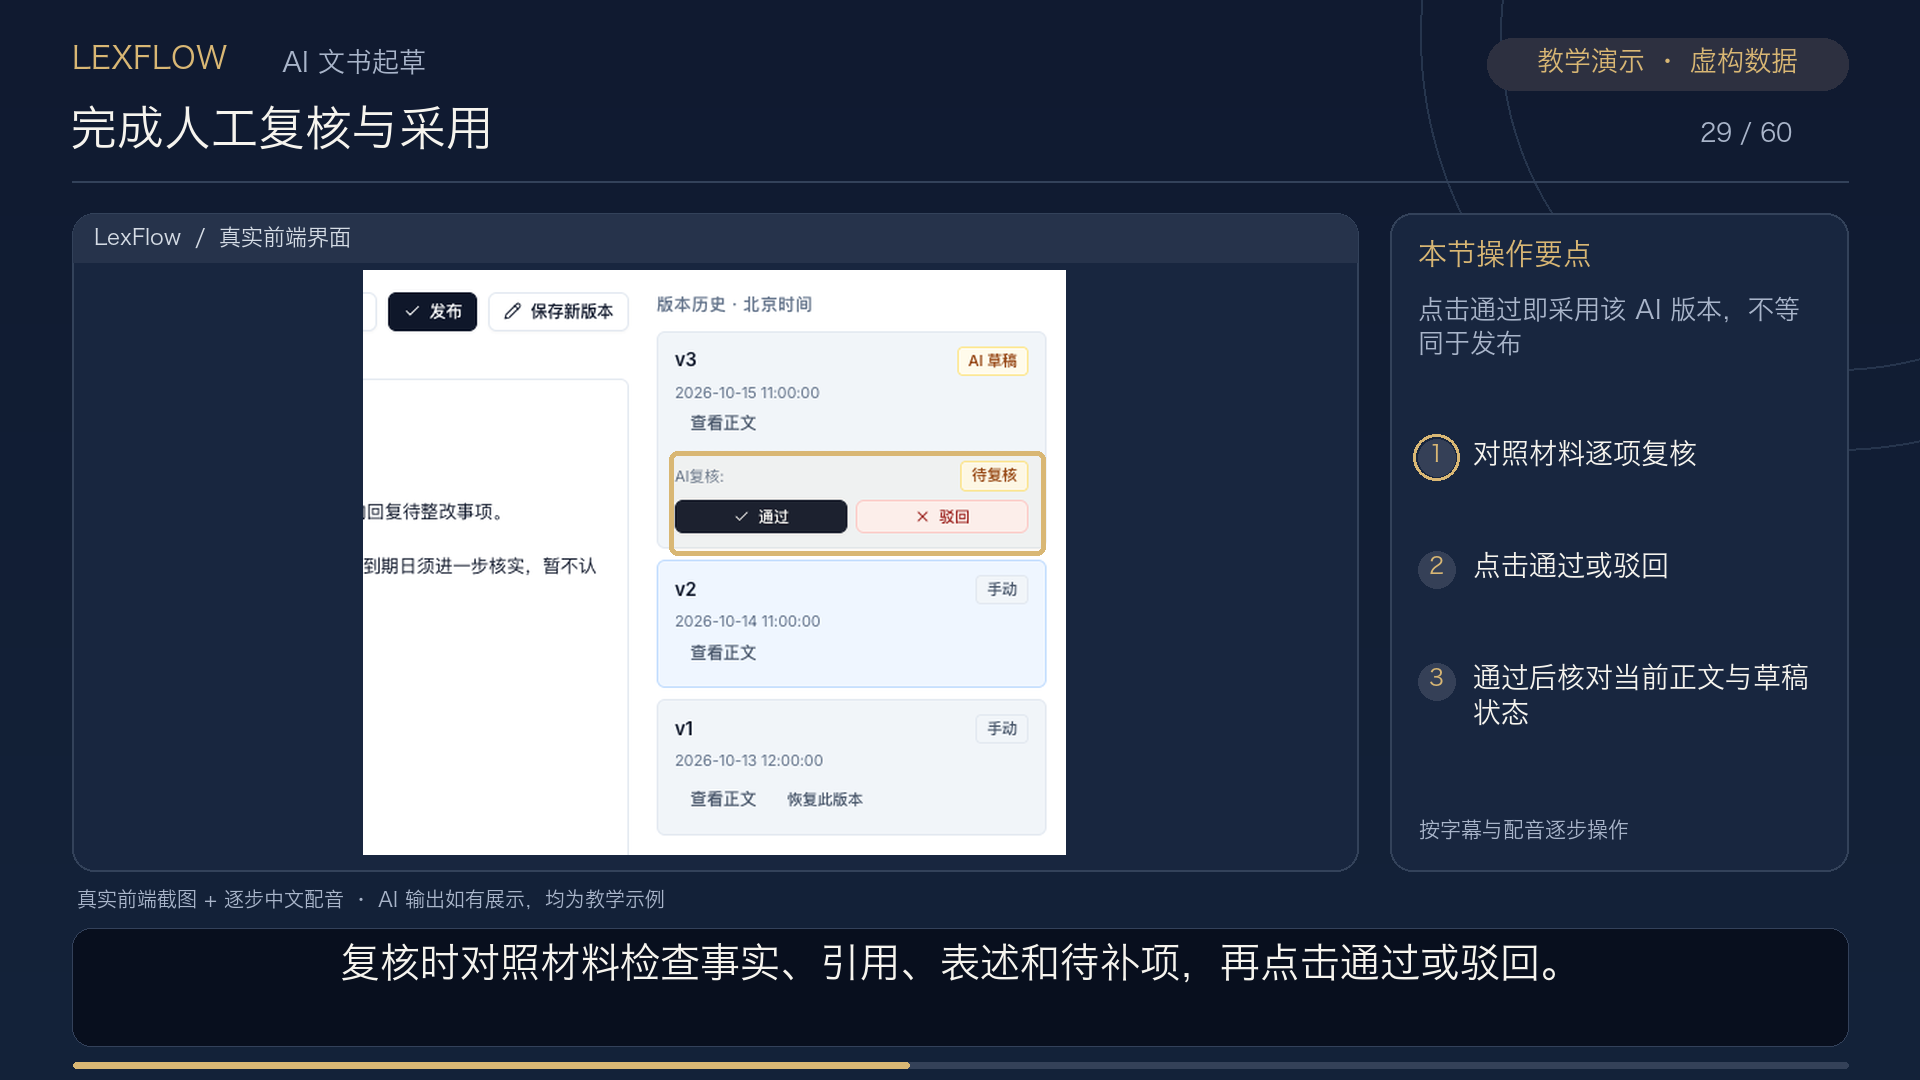 LEXFLOW
AI 文书起草
教学演示 · 虚构数据
完成人工复核与采用
29 / 60
LexFlow / 真实前端界面
发布
保存新版本
回复待整改事项。
到期日须进一步核实，暂不认
版本历史 · 北京时间
v3
AI 草稿
2026-10-15 11:00:00
查看正文
AI复核:
待复核
通过
驳回
v2
手动
2026-10-14 11:00:00
查看正文
v1
手动
2026-10-13 12:00:00
查看正文
恢复此版本
本节操作要点
点击通过即采用该 AI 版本，不等
同于发布
1
对照材料逐项复核
2
点击通过或驳回
3
通过后核对当前正文与草稿
状态
按字幕与配音逐步操作
真实前端截图 + 逐步中文配音 · AI 输出如有展示，均为教学示例
复核时对照材料检查事实、引用、表述和待补项，再点击通过或驳回。